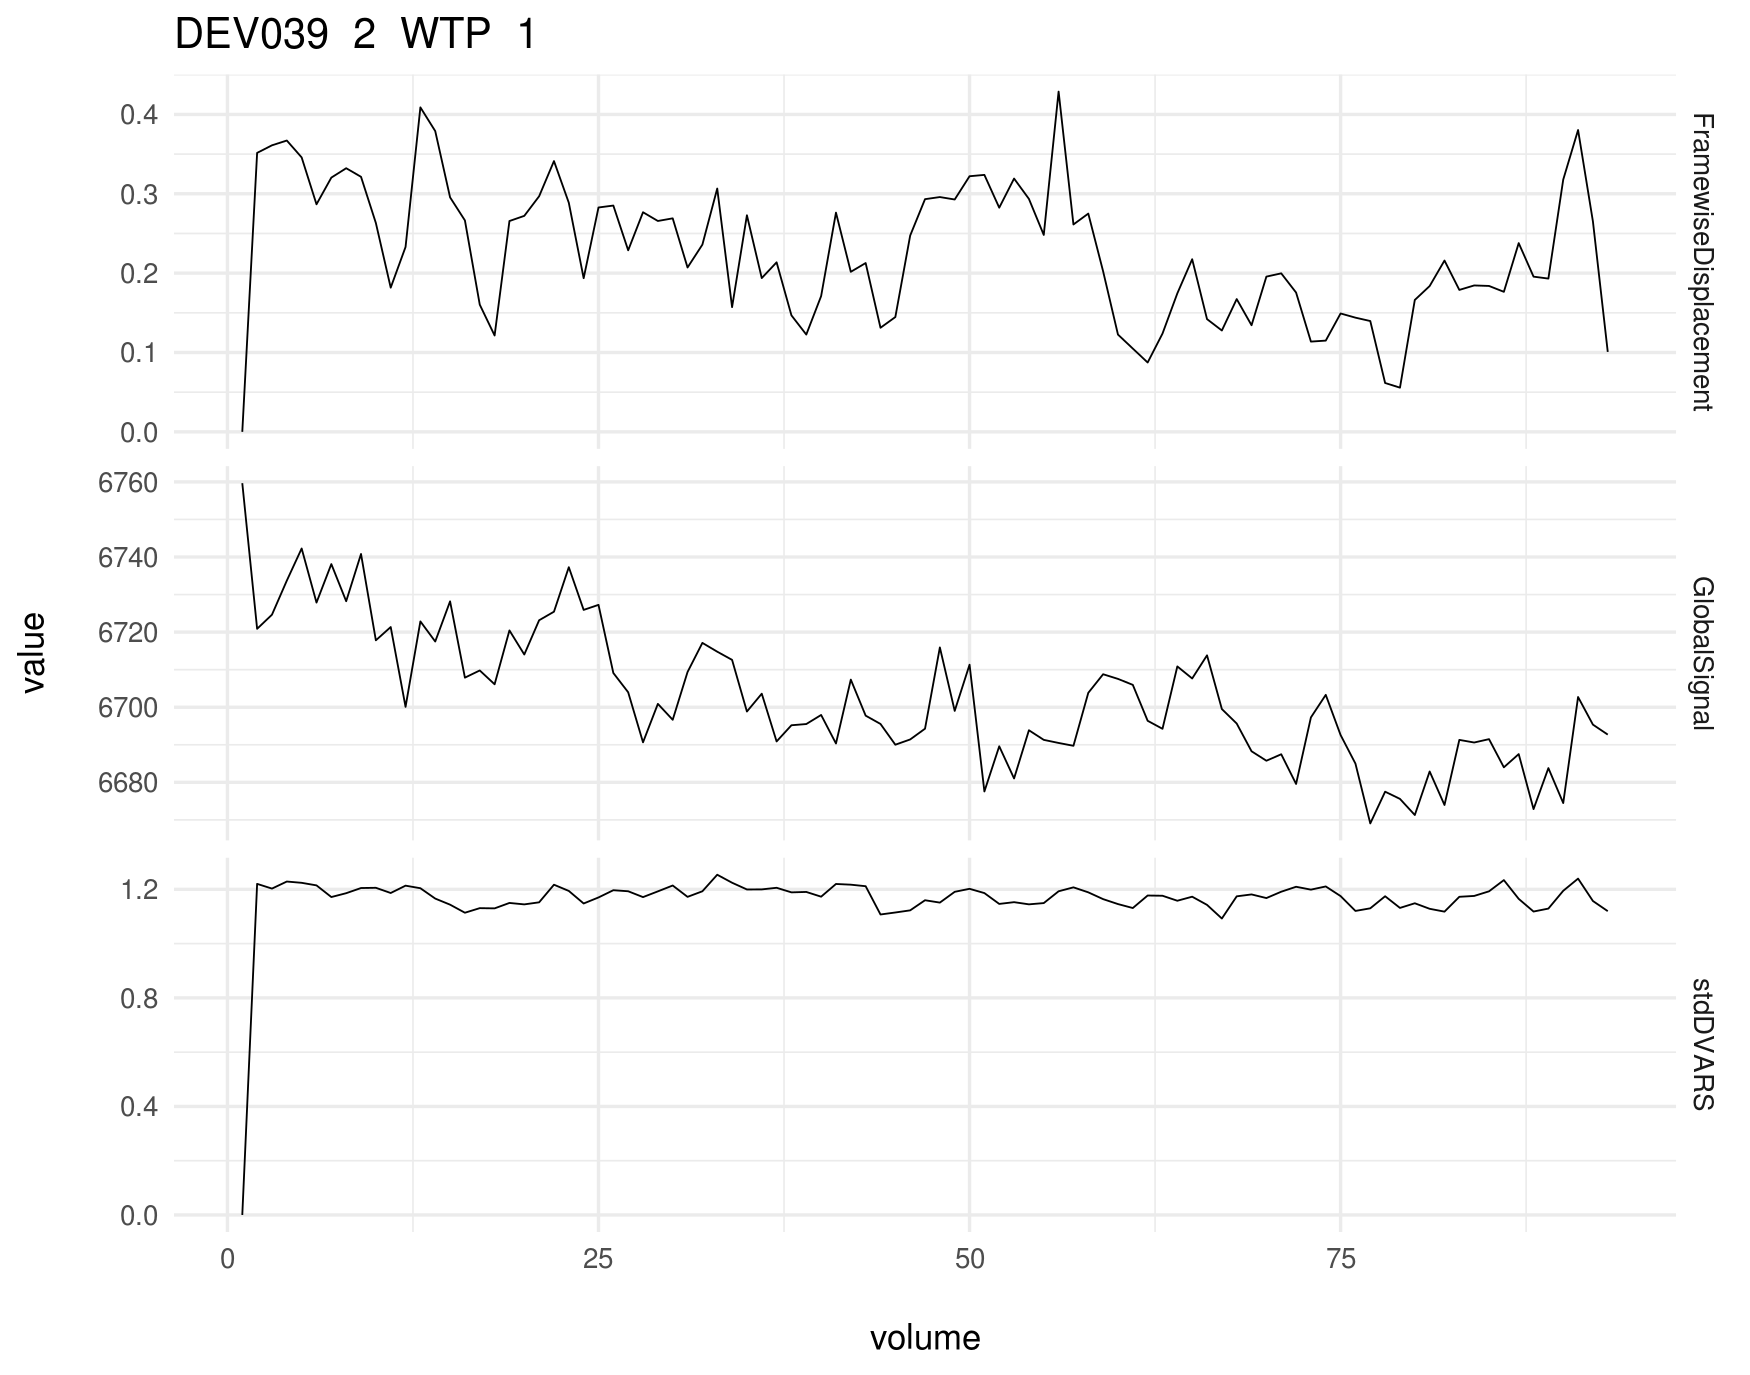 DEV039 2 WTP 1
0.4
0.3
0.2
0.1
0.0
FramewiseDisplacement
6760
6740
6720
6700
6680
GlobalSignal
value
1.2
0.8
0.4
0.0
stdDVARS
0 25 50 75
volume